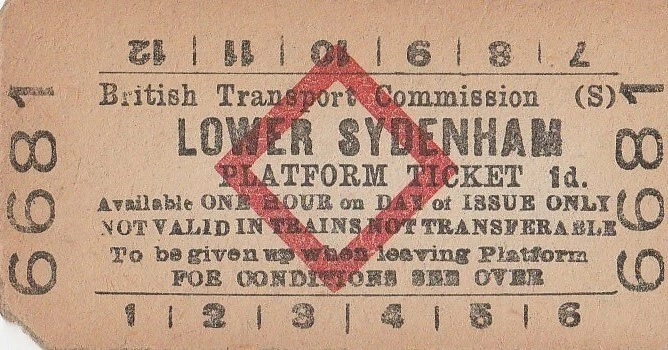 12 | 11 | 10 | 9 | 8 | 7
British Transport Commission (S)
LOWER SYDENHAM
PLATFORM TICKET 1d.
Available ONE HOUR on DAY of ISSUE ONLY
NOT VALID IN TRAINS NOT TRANSFERABLE
To be given up when leaving Platform
FOR CONDITIONS SEE OVER
1 | 2 | 3 | 4 | 5 | 6
6681
6681